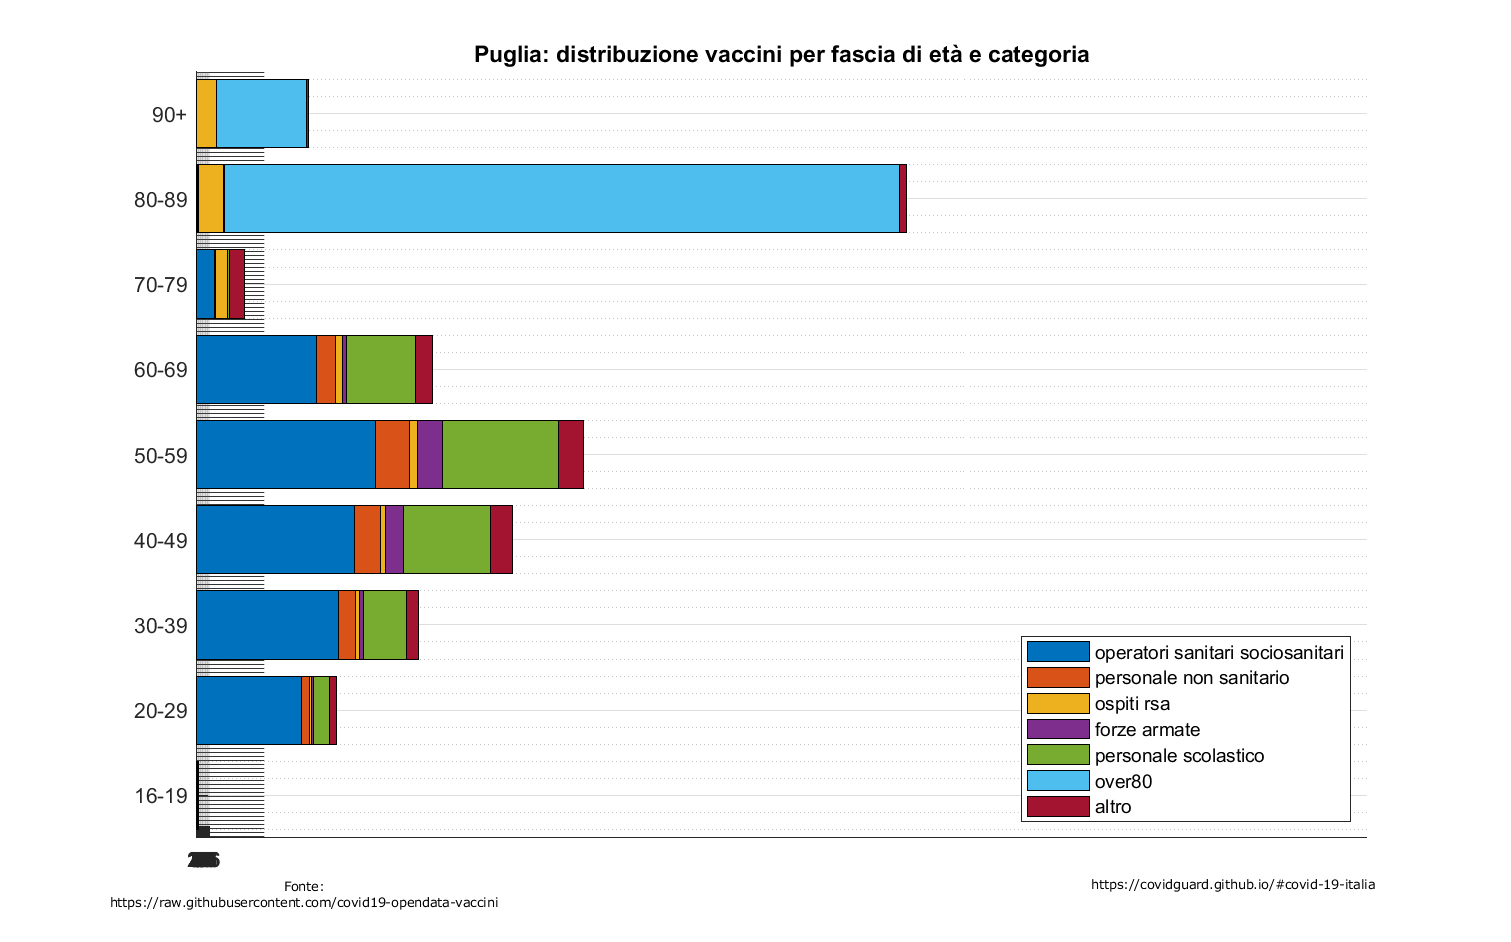 Puglia: distribuzione vaccini per fascia di età e categoria
90+
80-89
70-79
60-69
50-59
40-49
30-39
20-29
16-19
operatori sanitari sociosanitari
personale non sanitario
ospiti rsa
forze armate
personale scolastico
over80
altro
Fonte:
https://raw.githubusercontent.com/covid19-opendata-vaccini
https://covidguard.github.io/#covid-19-italia